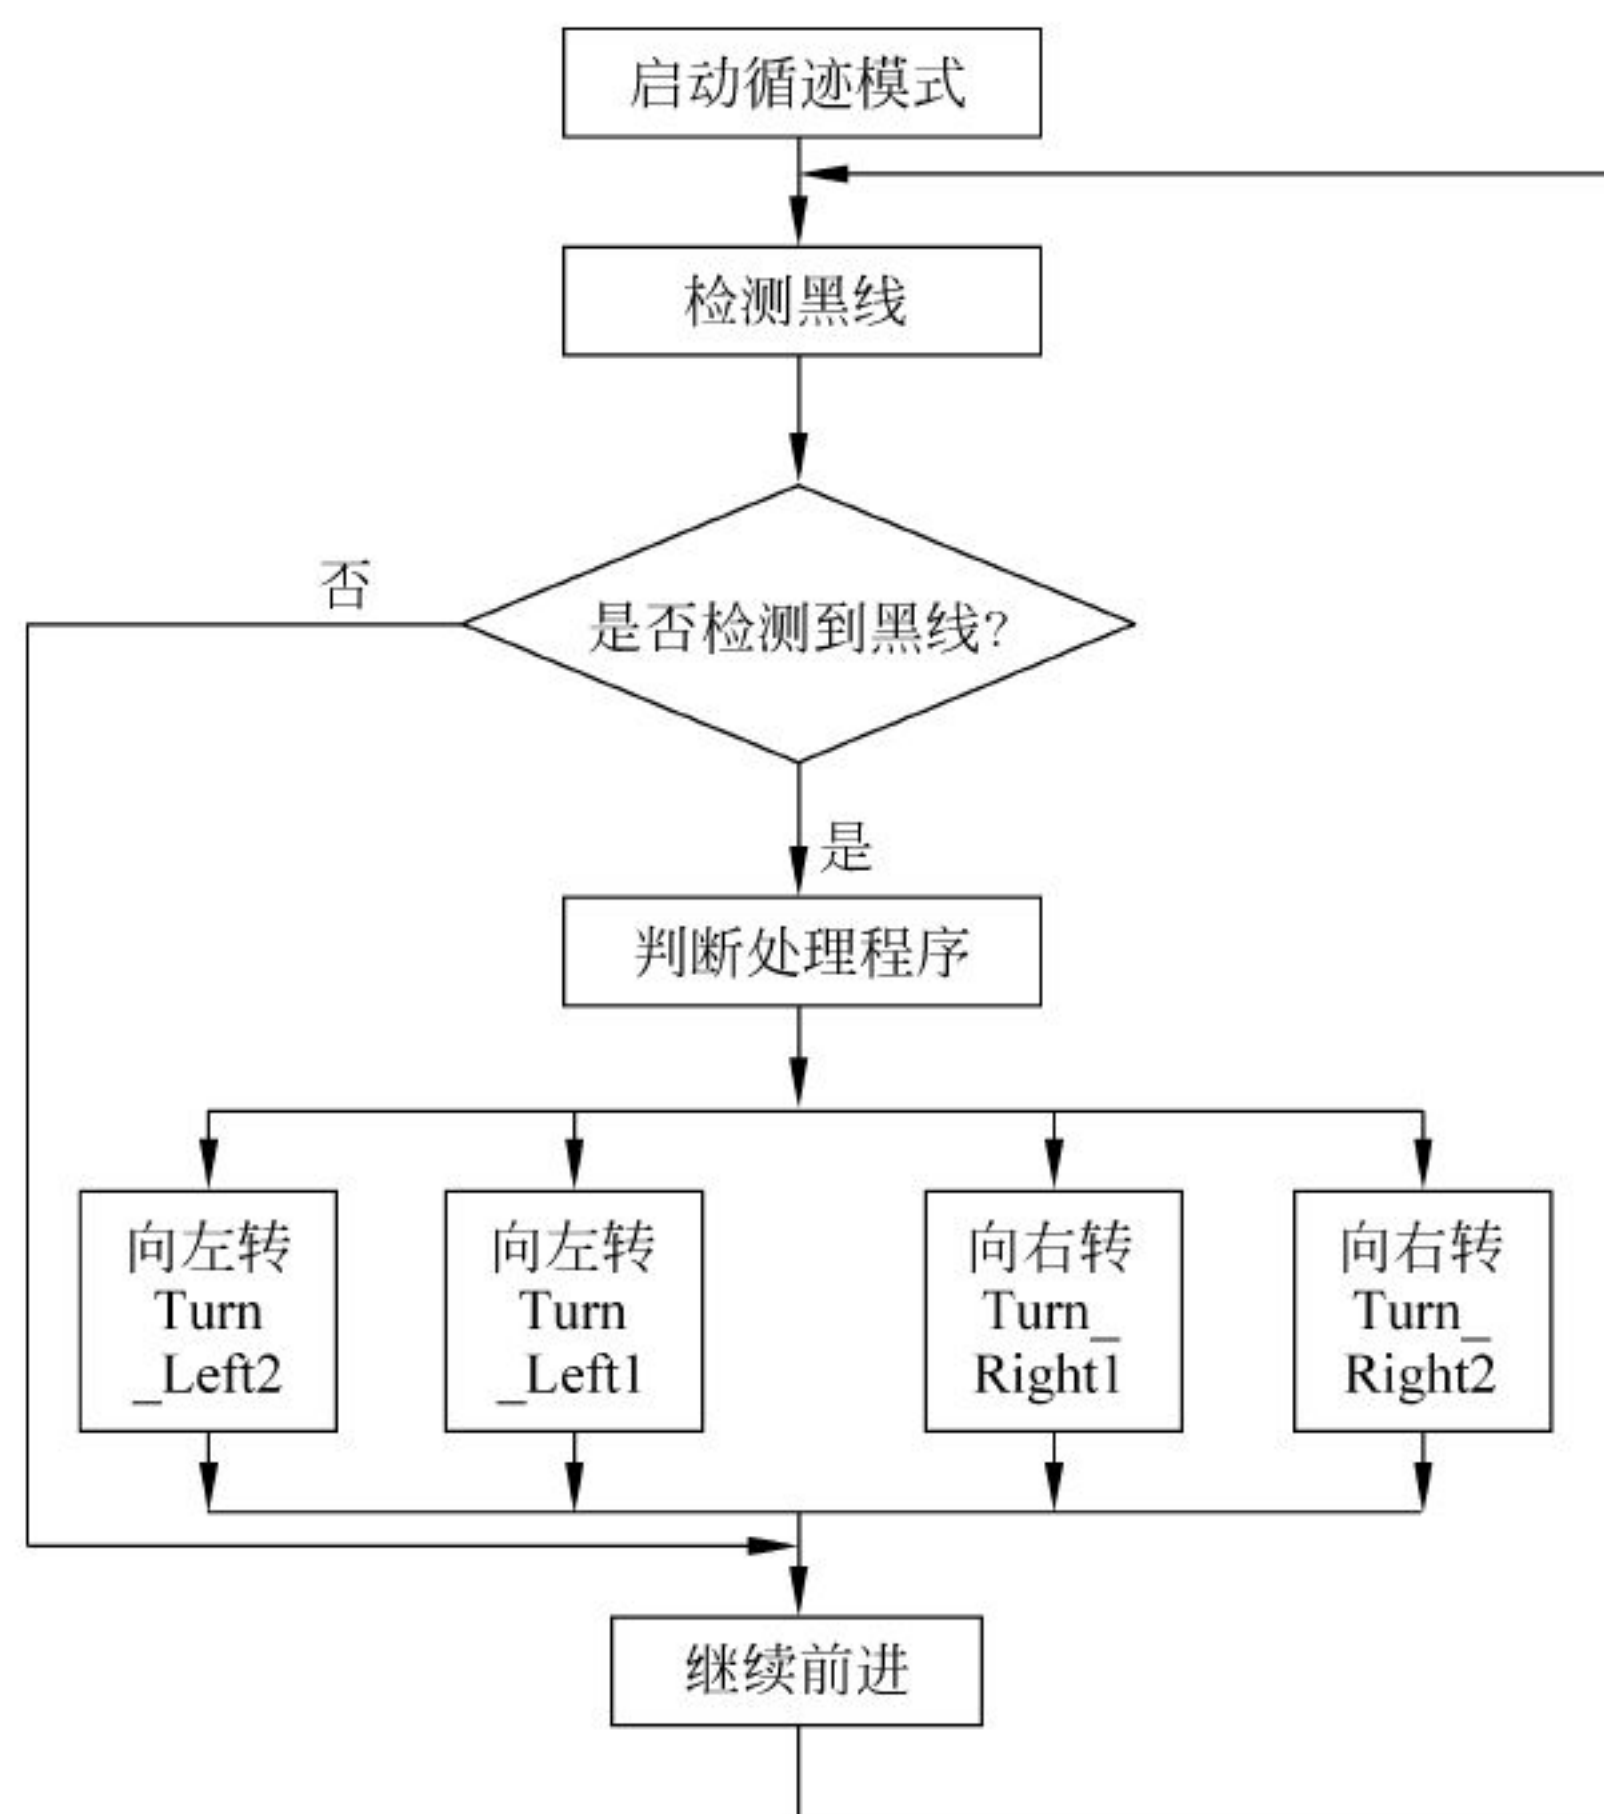 启动循迹模式
检测黑线
否
是否检测到黑线?
是
判断处理程序
向左转
Turn
_Left2
向左转
Turn
_Left1
向右转
Turn_
Right1
向右转
Turn_
Right2
继续前进